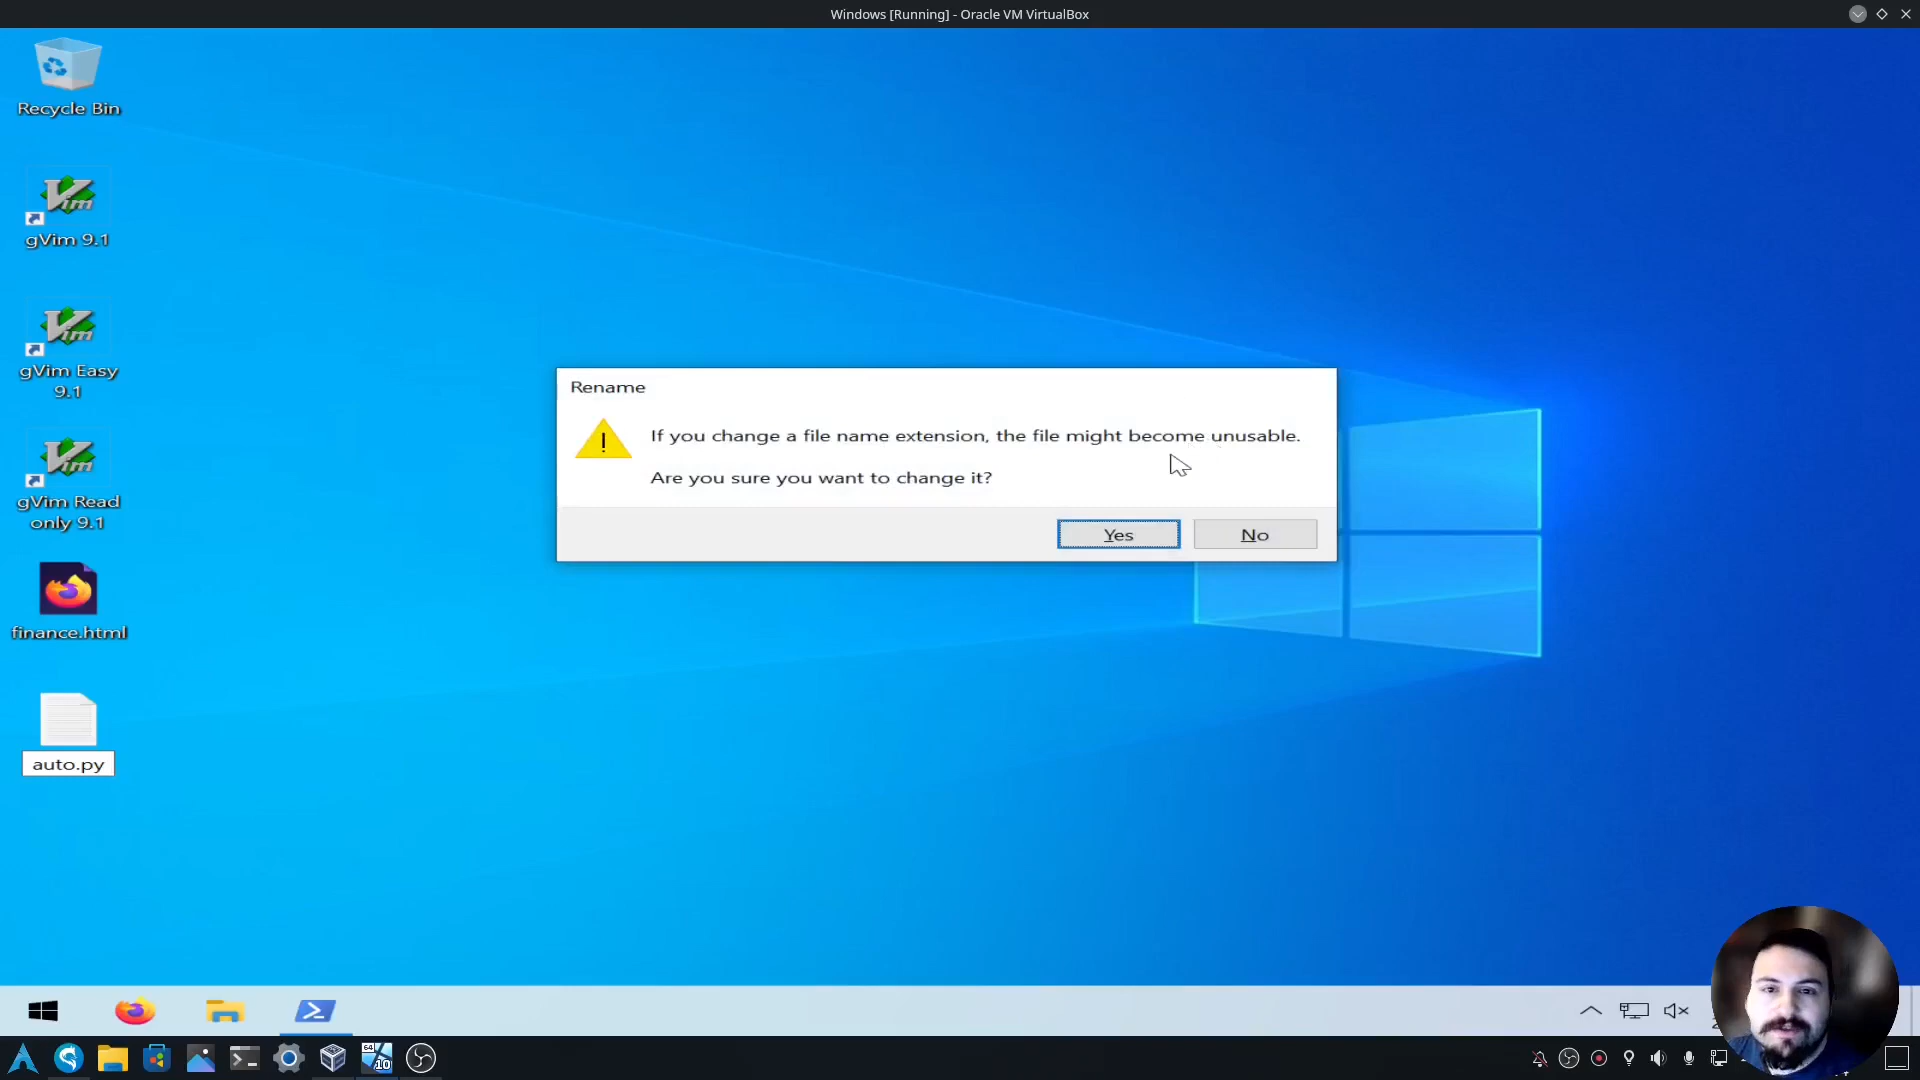 Windows [Running] - Oracle VM VirtualBox
Recycle Bin
gVim 9.1
gVim Easy
9.1
gVim Read
only 9.1
finance.html
auto.py
Rename
If you change a file name extension, the file might become unusable.
Are you sure you want to change it?
Yes
No
64
10